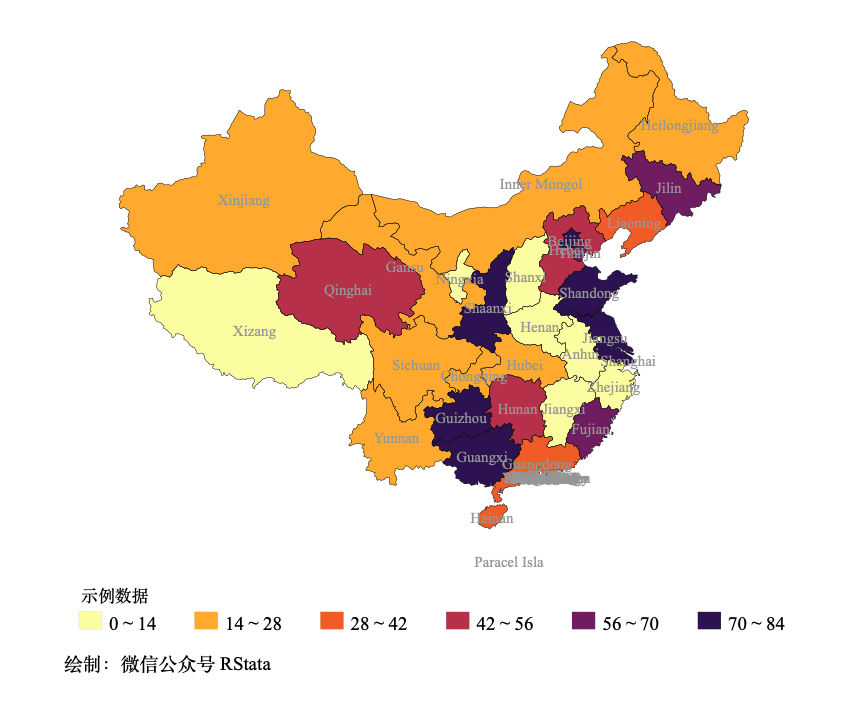 Heilongjiang
Inner Mongol
Jilin
Xinjiang
Liaoning
Beijing
Hebei
Tianjin
Gansu
Ningxia
Shanxi
Qinghai
Shandong
Shaanxi
Xizang
Henan
Jiangsu
Anhui
Shanghai
Sichuan
Hubei
Chongqing
Zhejiang
Hunan
Jiangxi
Guizhou
Fujian
Yunnan
Guangxi
Guangdong
Hainan
Paracel Isla
示例数据
0 ~ 14 14 ~ 28 28 ~ 42 42 ~ 56 56 ~ 70 70 ~ 84
绘制：微信公众号 RStata